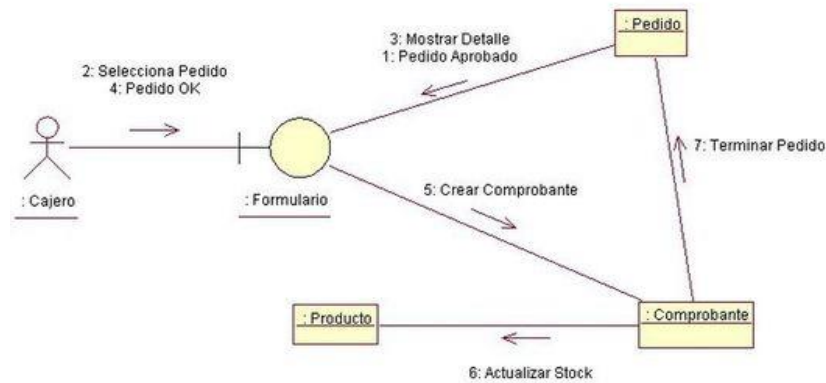 : Pedido
3: Mostrar Detalle
1: Pedido Aprobado
2: Selecciona Pedido
4: Pedido OK
7: Terminar Pedido
: Cajero
: Formulario
5: Crear Comprobante
: Producto
: Comprobante
6: Actualizar Stock